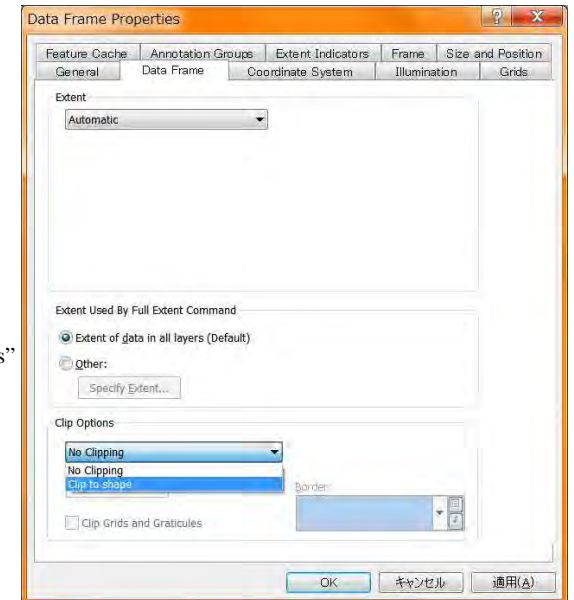 Data Frame Properties
Feature Cache Annotation Groups Extent Indicators Frame Size and Position
General Data Frame Coordinate System Illumination Grids
Extent
Automatic
Extent Used By Full Extent Command
Extent of data in all layers (Default)
s”
Other:
Specify Extent...
Clip Options
No Clipping
No Clipping
Clip to shape
Border:
Clip Grids and Graticules
OK キャンセル 適用(A)